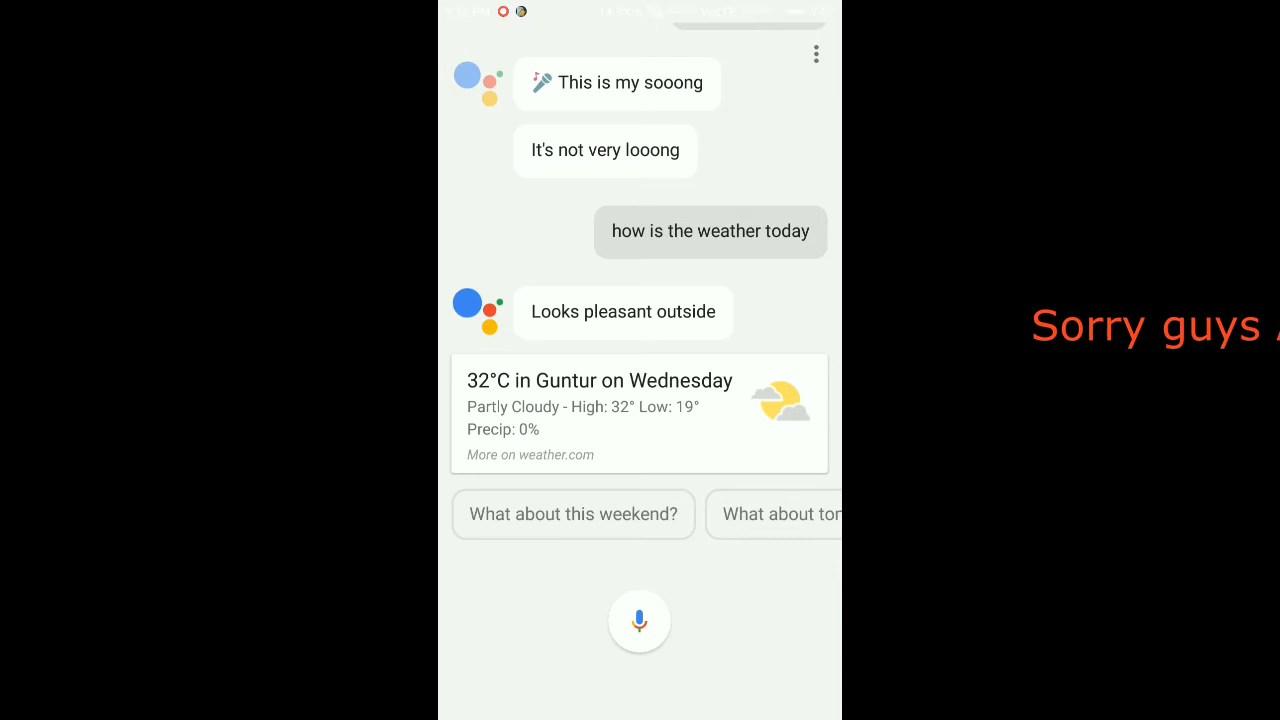 This is my sooong
It's not very looong
how is the weather today
Looks pleasant outside
32°C in Guntur on Wednesday
Partly Cloudy - High: 32° Low: 19°
Precip: 0%
More on weather.com
What about this weekend?
What about
Sorry guys